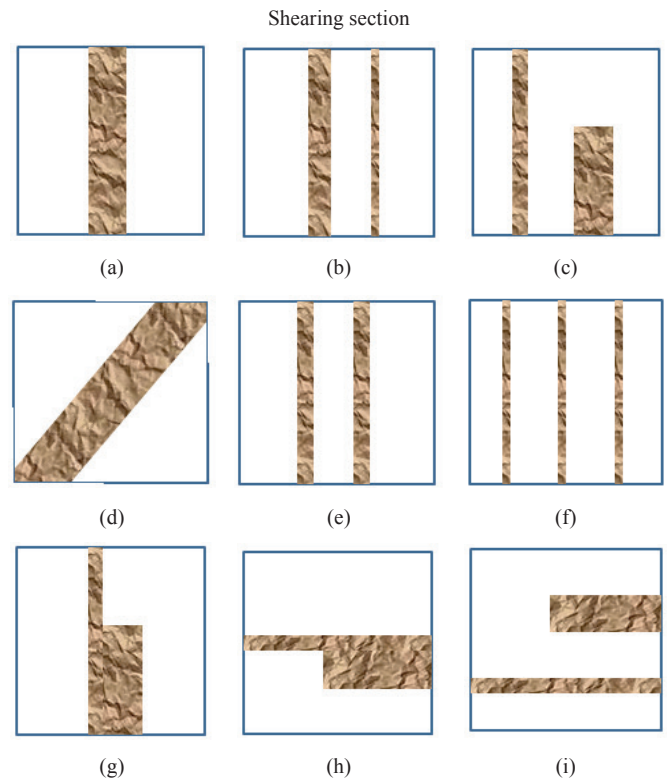 Shearing section
(a)
(b)
(c)
(d)
(e)
(f)
(g)
(h)
(i)